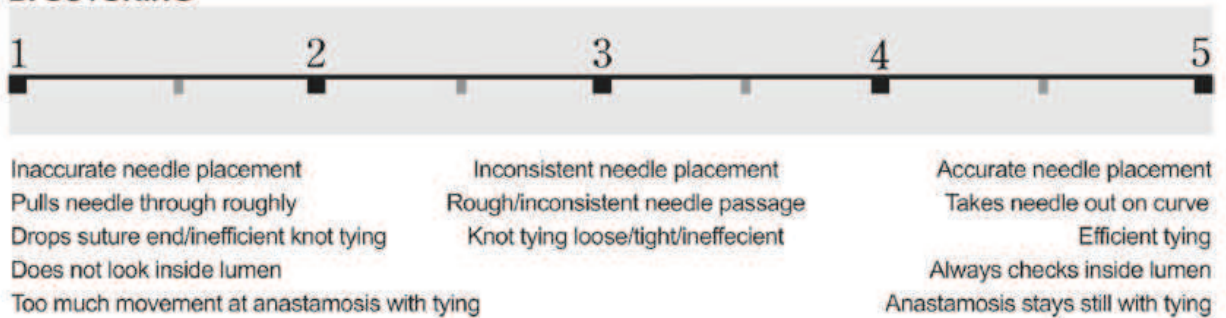 1 2 3 4 5
Inaccurate needle placement
Pulls needle through roughly
Drops suture end/inefficient knot tying
Does not look inside lumen
Too much movement at anastamosis with tying
Inconsistent needle placement
Rough/inconsistent needle passage
Knot tying loose/tight/ineffecient
Accurate needle placement
Takes needle out on curve
Efficient tying
Always checks inside lumen
Anastamosis stays still with tying